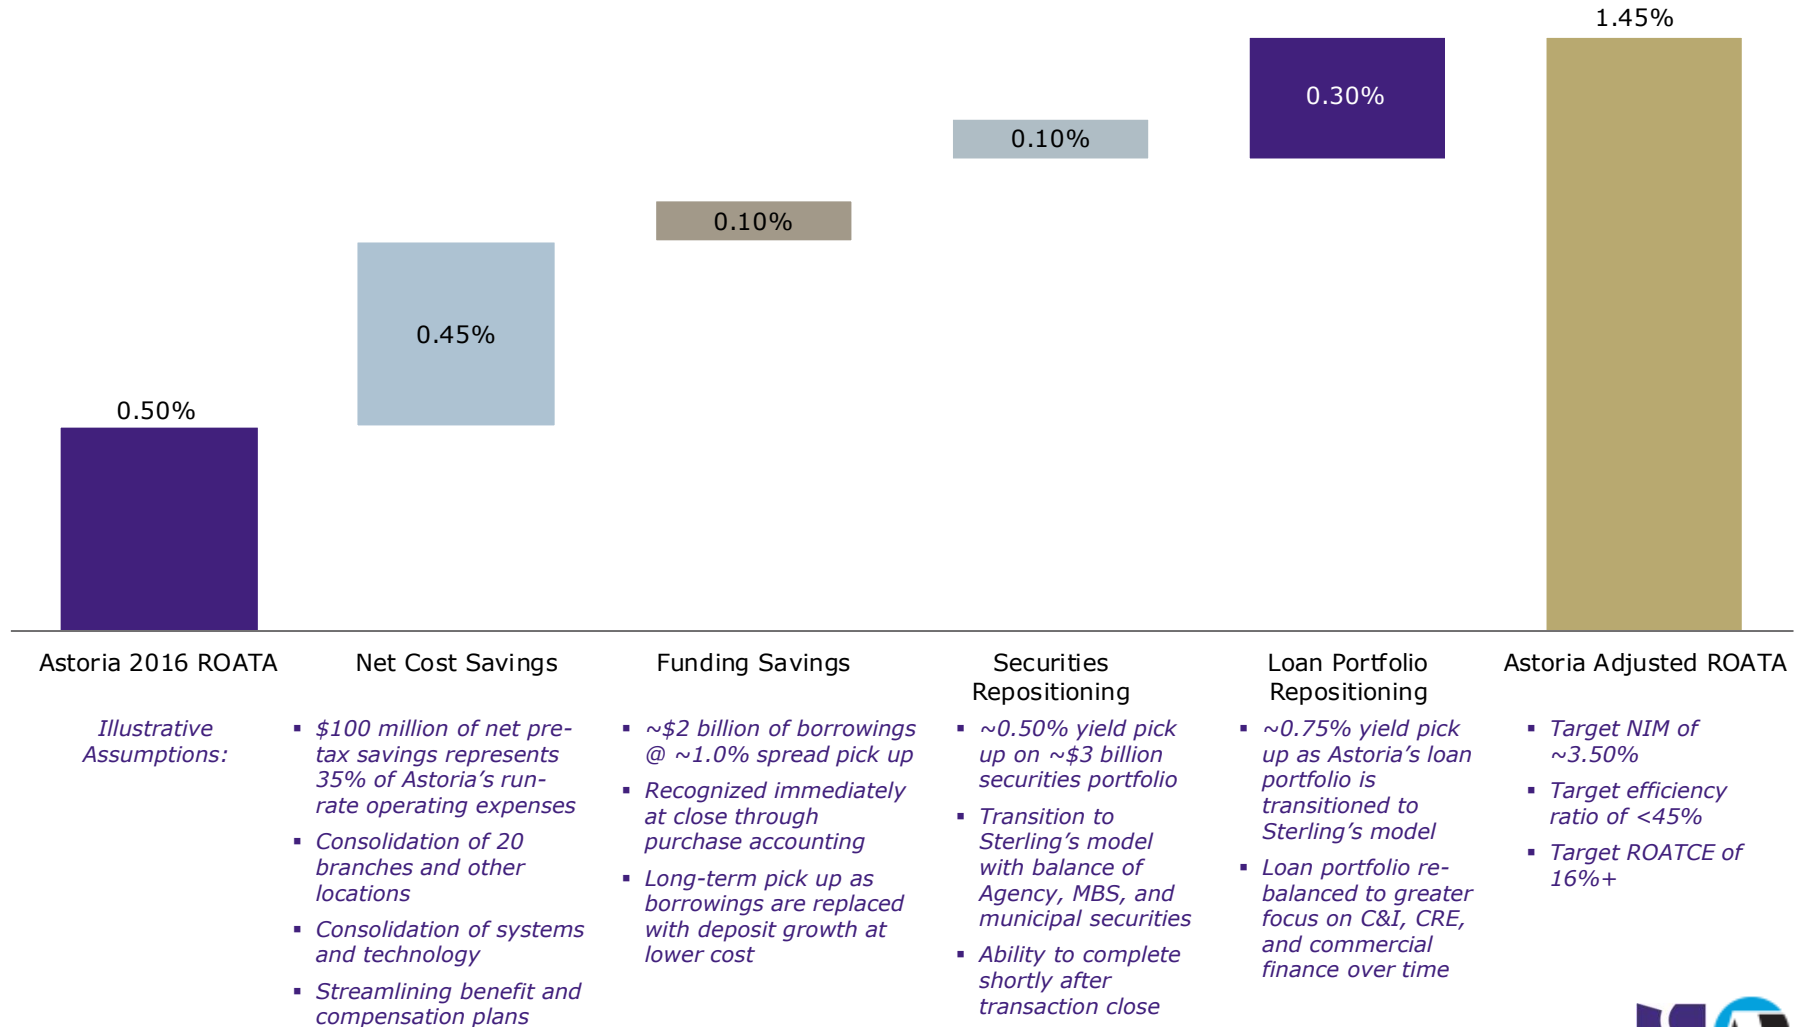 1.45%
0.30%
0.10%
0.10%
0.45%
0.50%
Astoria 2016 ROATA
Net Cost Savings
Funding Savings
Securities
Repositioning
Loan Portfolio
Repositioning
Astoria Adjusted ROATA
Illustrative
Assumptions:
▪ $100 million of net pre-
tax savings represents
35% of Astoria’s run-
rate operating expenses
▪ Consolidation of 20
branches and other
locations
▪ Consolidation of systems
and technology
▪ Streamlining benefit and
compensation plans
▪ ~$2 billion of borrowings
@ ~1.0% spread pick up
▪ Recognized immediately
at close through
purchase accounting
▪ Long-term pick up as
borrowings are replaced
with deposit growth at
lower cost
▪ ~0.50% yield pick
up on ~$3 billion
securities portfolio
▪ Transition to
Sterling’s model
with balance of
Agency, MBS, and
municipal securities
▪ Ability to complete
shortly after
transaction close
▪ ~0.75% yield pick
up as Astoria’s loan
portfolio is
transitioned to
Sterling’s model
▪ Loan portfolio re-
balanced to greater
focus on C&I, CRE,
and commercial
finance over time
▪ Target NIM of
~3.50%
▪ Target efficiency
ratio of <45%
▪ Target ROATCE of
16%+